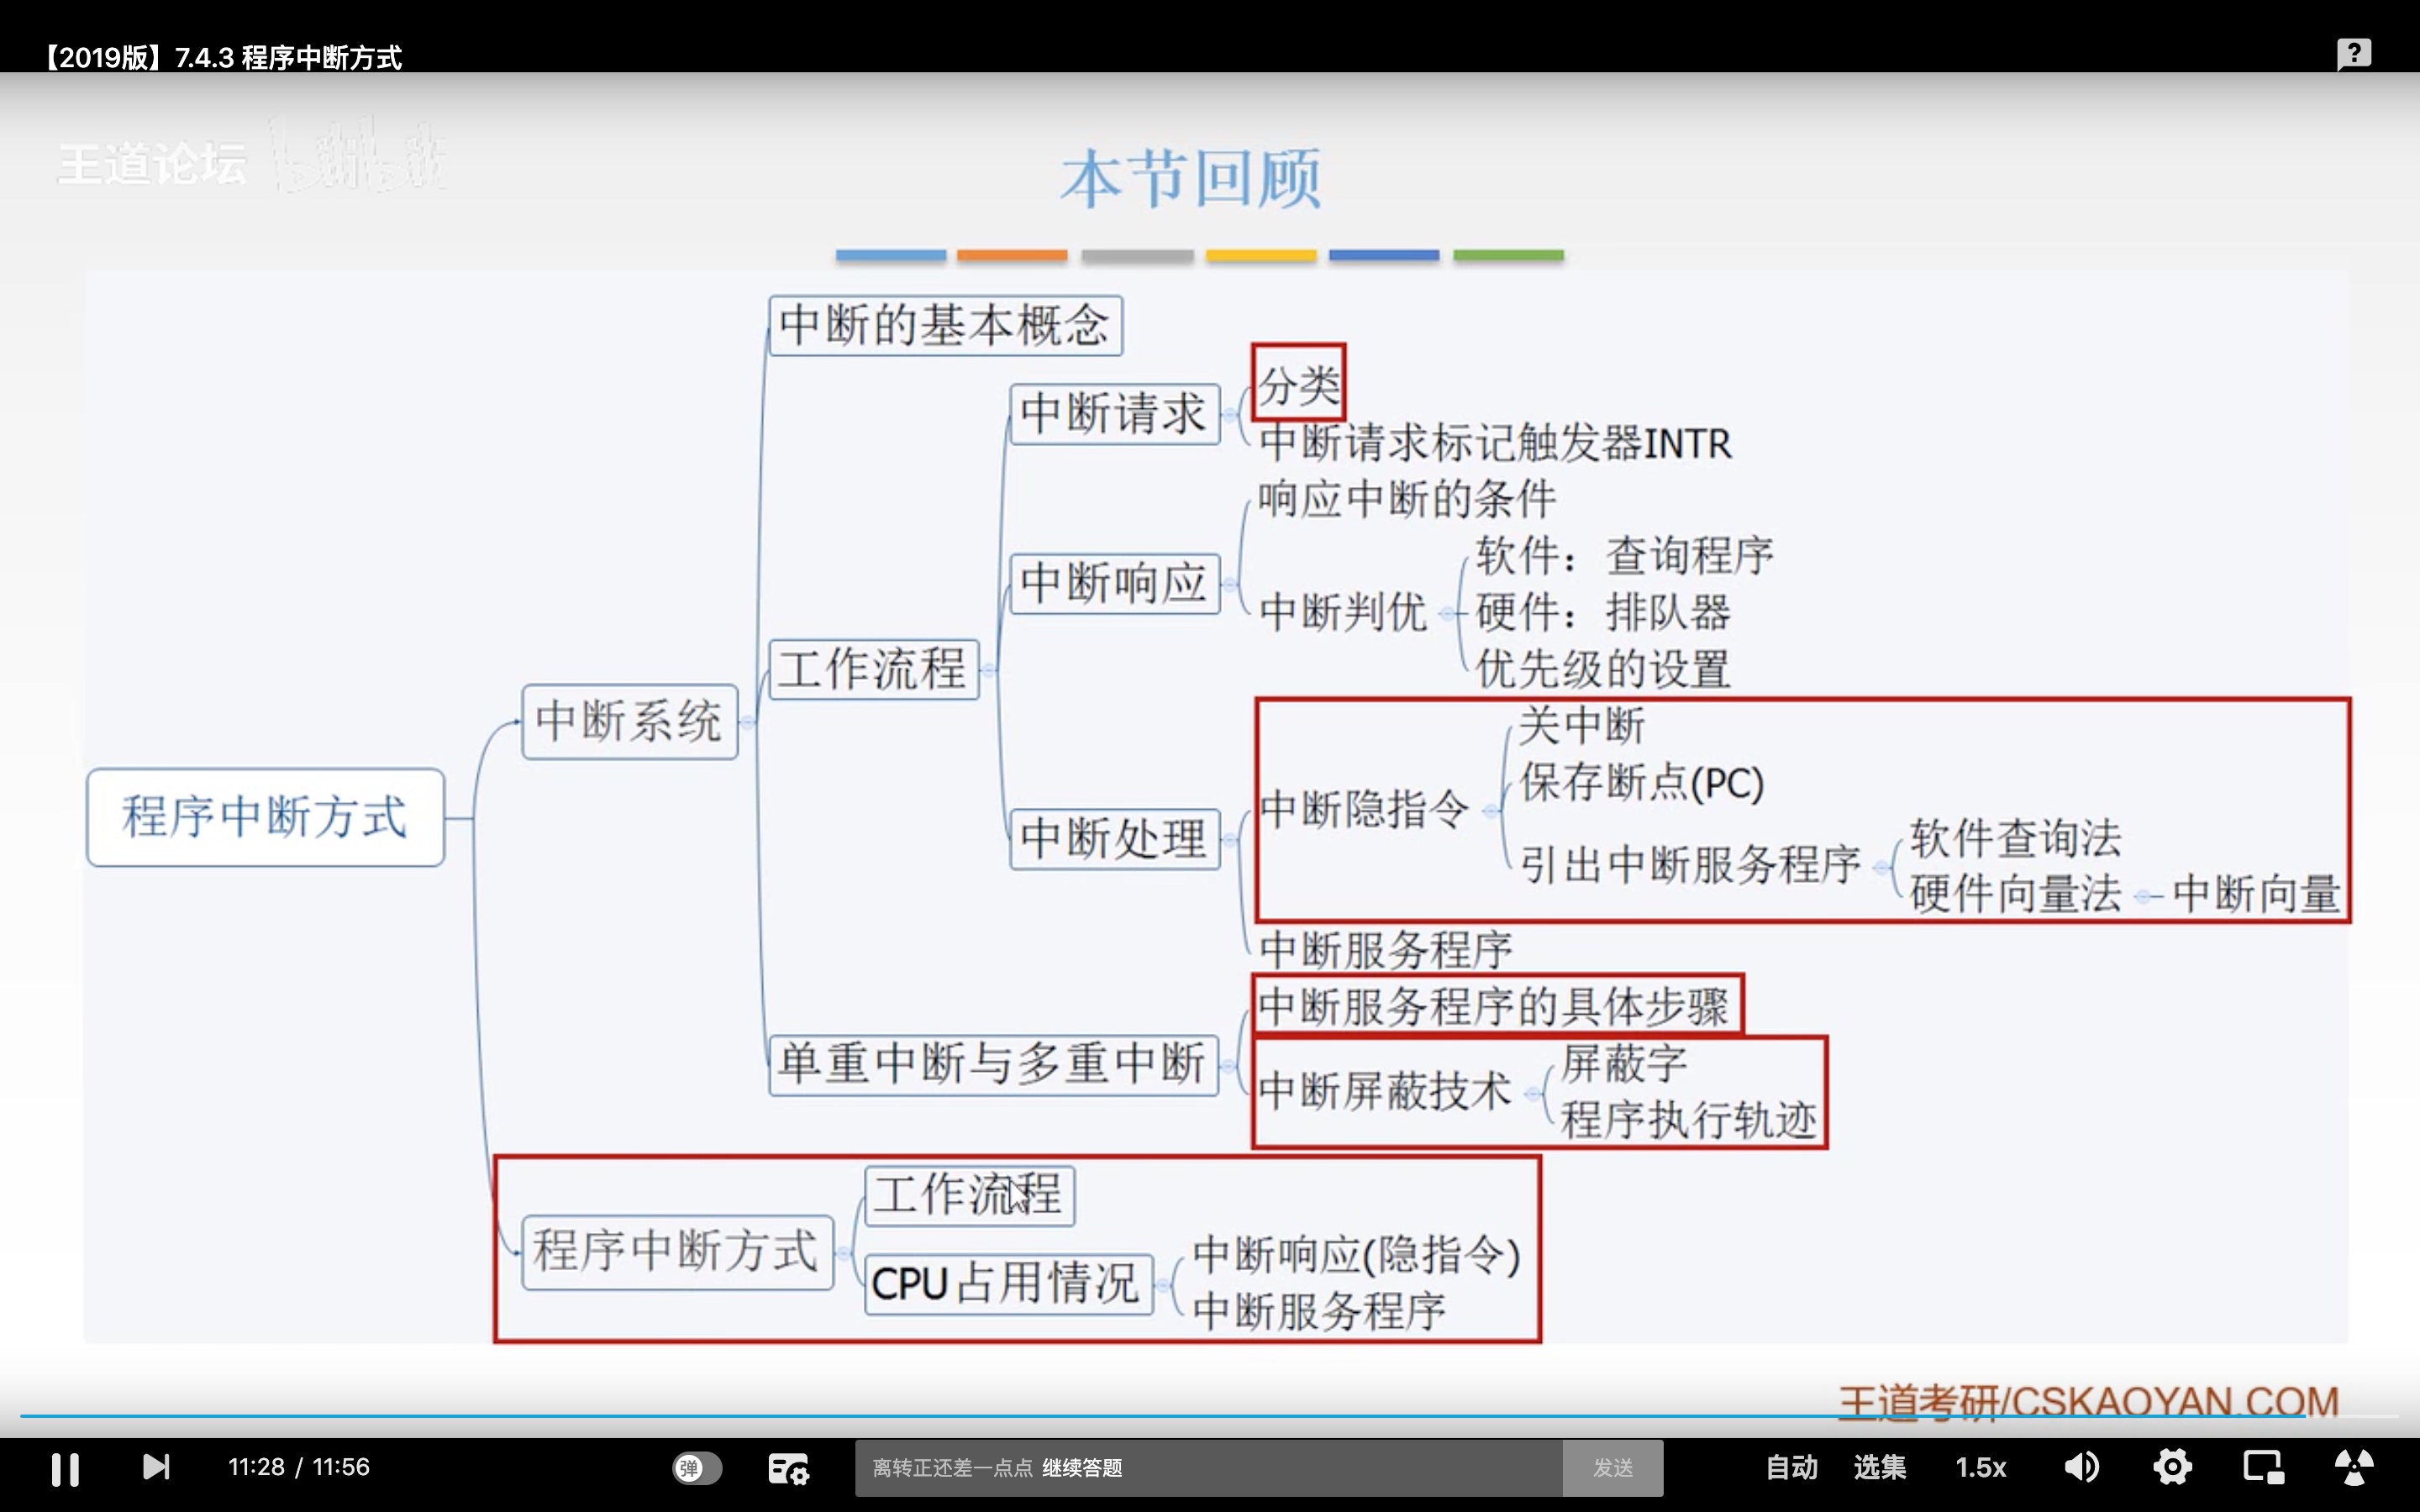 【2019版】7.4.3 程序中断方式
王道论坛 bilibili
本节回顾
中断的基本概念
分类
中断请求
中断请求标记触发器INTR
响应中断的条件
软件：查询程序
中断响应
中断判优
硬件：排队器
工作流程
优先级的设置
中断系统
关中断
保存断点(PC)
程序中断方式
中断隐指令
中断处理
软件查询法
引出中断服务程序
硬件向量法
中断向量
中断服务程序
中断服务程序的具体步骤
单重中断与多重中断
屏蔽字
中断屏蔽技术
程序执行轨迹
工作流程
程序中断方式
中断响应(隐指令)
CPU占用情况
中断服务程序
王道考研/CSKAOYAN.COM
11:28 / 11:56
弹
离转正还差一点点 继续答题
发送
自动
选集
1.5x